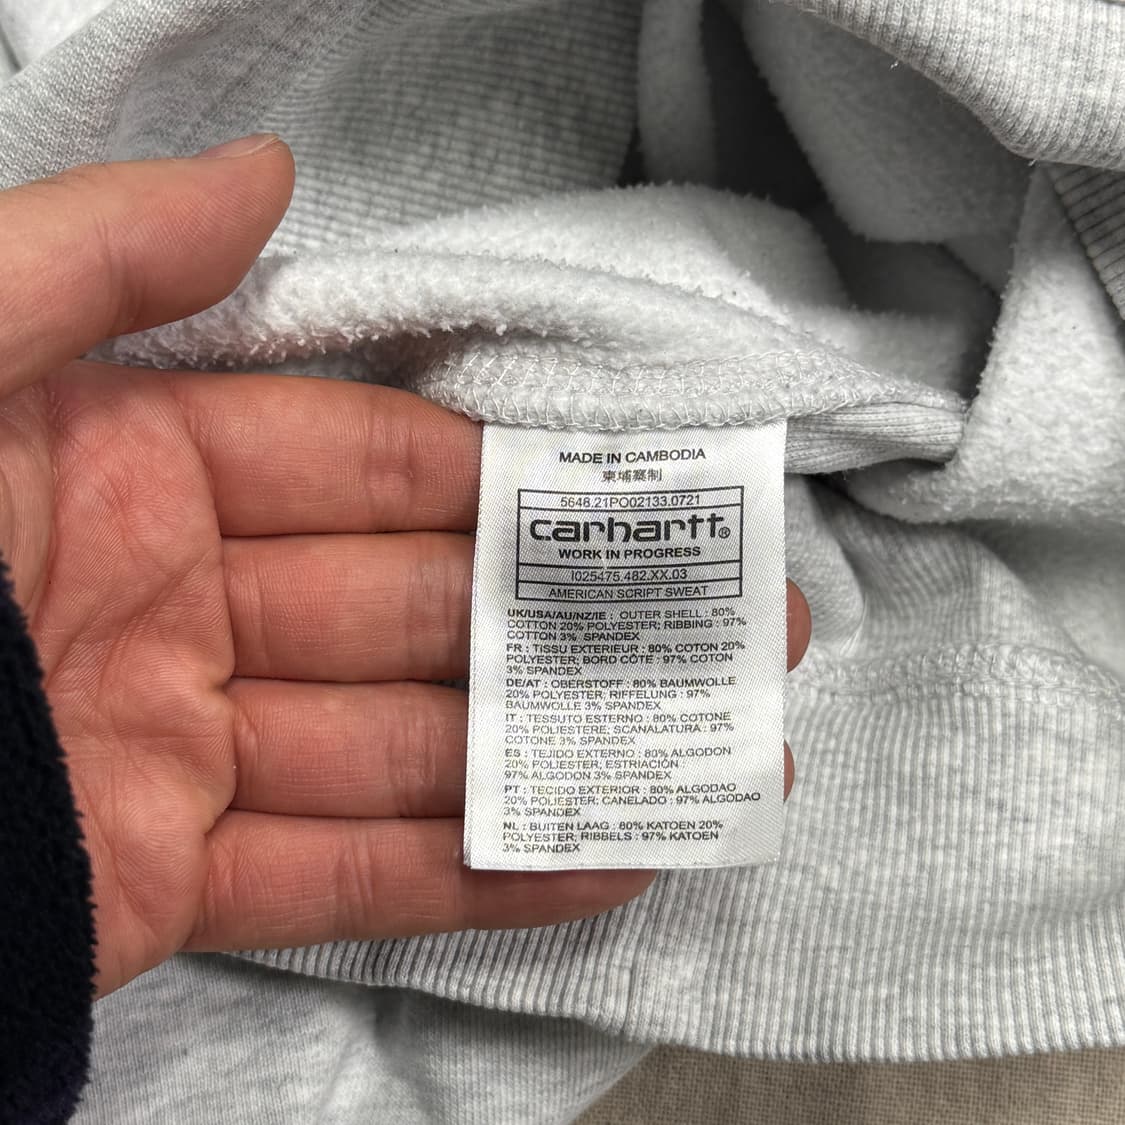 MADE IN CAMBODIA
柬埔寨制
5648.21PO02133.0721
carhartt®
WORK IN PROGRESS
I025475.482.XX.03
AMERICAN SCRIPT SWEAT
UK/USA/AU/NZ/IE : OUTER SHELL : 80%
COTTON 20% POLYESTER; RIBBING : 97%
COTTON 3% SPANDEX
FR : TISSU EXTERIEUR : 80% COTON 20%
POLYESTER; BORD CÔTE : 97% COTON
3% SPANDEX
DE/AT : OBERSTOFF : 80% BAUMWOLLE
20% POLYESTER; RIFFELUNG : 97%
BAUMWOLLE 3% SPANDEX
IT : TESSUTO ESTERNO : 80% COTONE
20% POLIESTERE; SCANALATURA : 97%
COTONE 3% SPANDEX
ES : TEJIDO EXTERNO : 80% ALGODON
20% POLIESTER; ESTRIACIÓN :
97% ALGODON 3% SPANDEX
PT : TECIDO EXTERIOR : 80% ALGODAO
20% POLIESTER; CANELADO : 97% ALGODAO
3% SPANDEX
NL : BUITEN LAAG : 80% KATOEN 20%
POLYESTER; RIBBELS : 97% KATOEN
3% SPANDEX